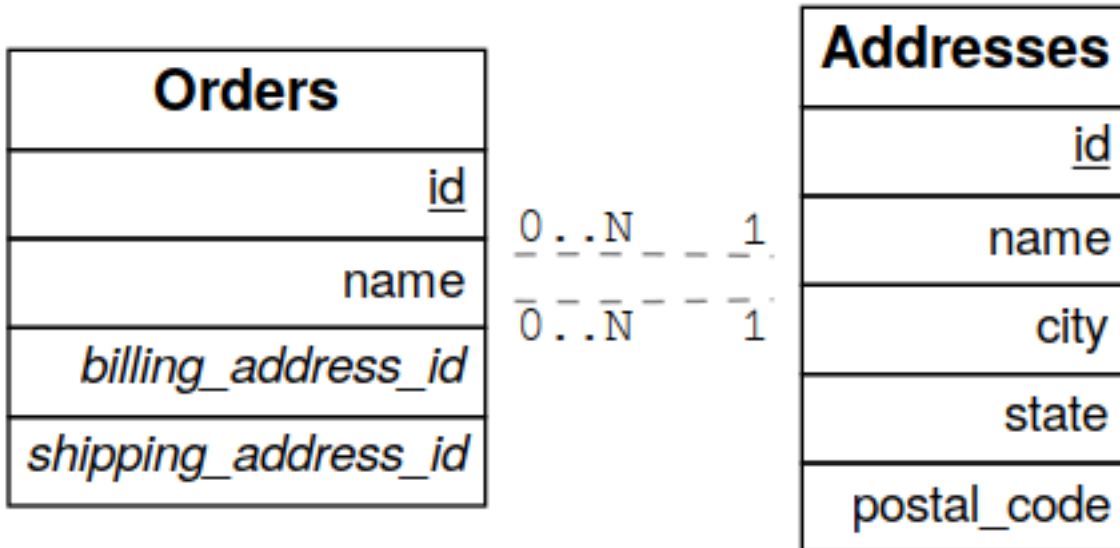 Orders
id
name
billing_address_id
shipping_address_id
0..N 1
0..N 1
Addresses
id
name
city
state
postal_code